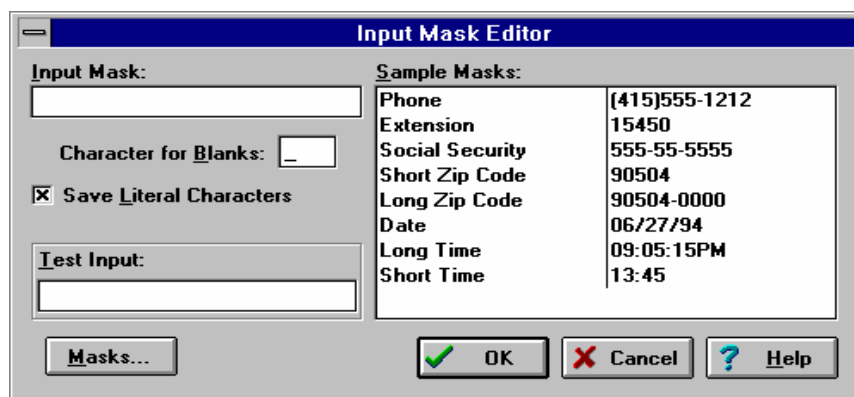 Input Mask Editor
Input Mask:
Character for Blanks: _
Save Literal Characters
Test Input:
Masks...
Sample Masks:
Phone (415)555-1212
Extension 15450
Social Security 555-55-5555
Short Zip Code 90504
Long Zip Code 90504-0000
Date 06/27/94
Long Time 09:05:15PM
Short Time 13:45
OK Cancel Help